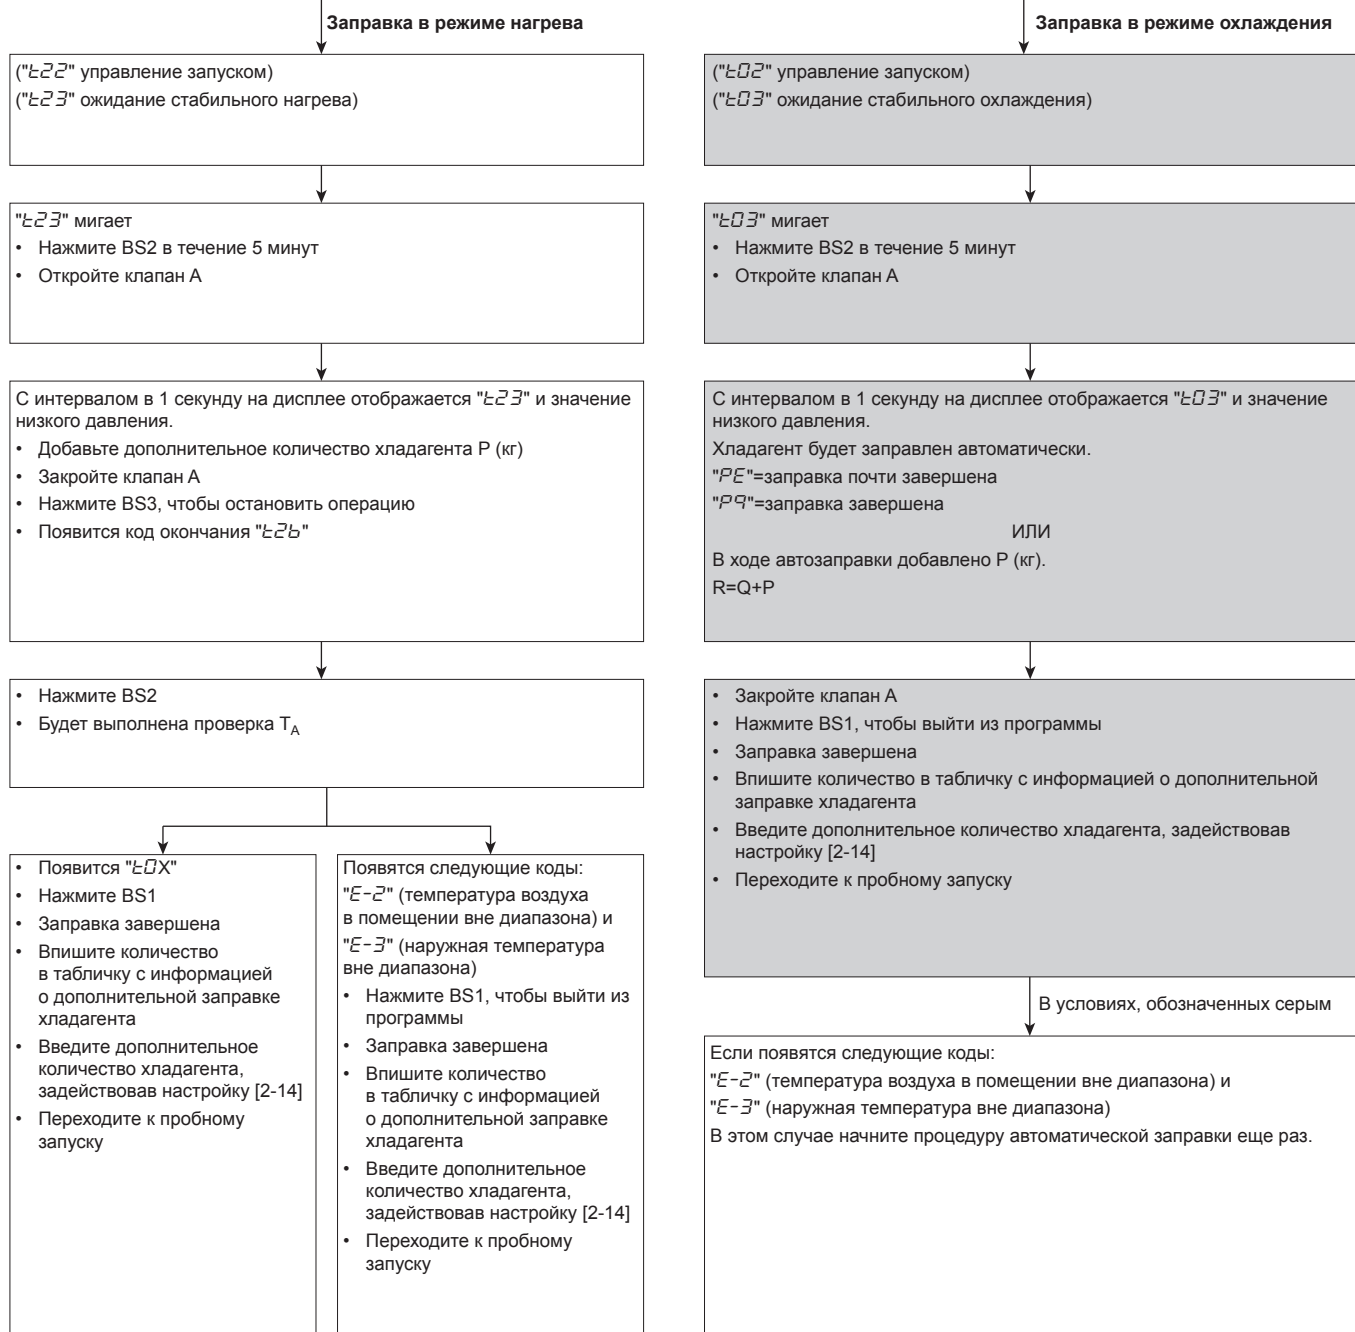 Заправка в режиме нагрева
("t22" управление запуском)
("t23" ожидание стабильного нагрева)
"t23" мигает
• Нажмите BS2 в течение 5 минут
• Откройте клапан A
С интервалом в 1 секунду на дисплее отображается "t23" и значение
низкого давления.
• Добавьте дополнительное количество хладагента P (кг)
• Закройте клапан A
• Нажмите BS3, чтобы остановить операцию
• Появится код окончания "t2b"
• Нажмите BS2
• Будет выполнена проверка TA
• Появится "t0X"
• Нажмите BS1
• Заправка завершена
• Впишите количество
в табличку с информацией
о дополнительной заправке
хладагента
• Введите дополнительное
количество хладагента,
задействовав настройку [2-14]
• Переходите к пробному
запуску
Появятся следующие коды:
"E-2" (температура воздуха
в помещении вне диапазона) и
"E-3" (наружная температура
вне диапазона)
• Нажмите BS1, чтобы выйти из
программы
• Заправка завершена
• Впишите количество
в табличку с информацией
о дополнительной заправке
хладагента
• Введите дополнительное
количество хладагента,
задействовав настройку [2-14]
• Переходите к пробному
запуску
Заправка в режиме охлаждения
("t02" управление запуском)
("t03" ожидание стабильного охлаждения)
"t03" мигает
• Нажмите BS2 в течение 5 минут
• Откройте клапан A
С интервалом в 1 секунду на дисплее отображается "t03" и значение
низкого давления.
Хладагент будет заправлен автоматически.
"PE"=заправка почти завершена
"P9"=заправка завершена
ИЛИ
В ходе автозаправки добавлено P (кг).
R=Q+P
• Закройте клапан A
• Нажмите BS1, чтобы выйти из программы
• Заправка завершена
• Впишите количество в табличку с информацией о дополнительной
заправке хладагента
• Введите дополнительное количество хладагента, задействовав
настройку [2-14]
• Переходите к пробному запуску
В условиях, обозначенных серым
Если появятся следующие коды:
"E-2" (температура воздуха в помещении вне диапазона) и
"E-3" (наружная температура вне диапазона)
В этом случае начните процедуру автоматической заправки еще раз.